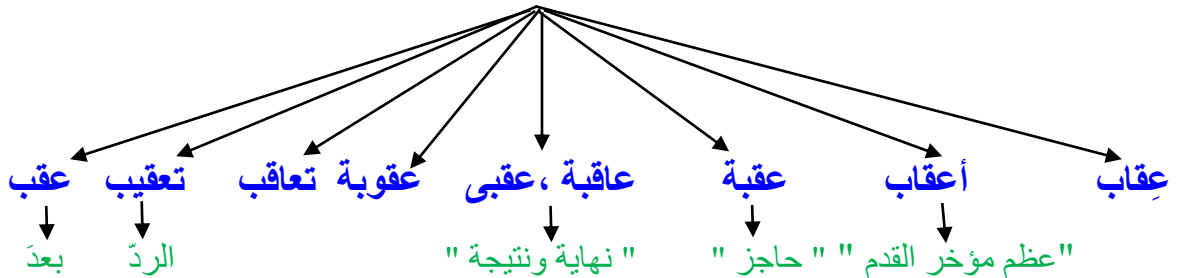 عِقاب أعقاب عقبة عاقبة ،عقبى عقوبة تعاقب تعقيب عقب
"عظم مؤخر القدم " " حاجز " " نهاية ونتيجة " الردّ بعدَ